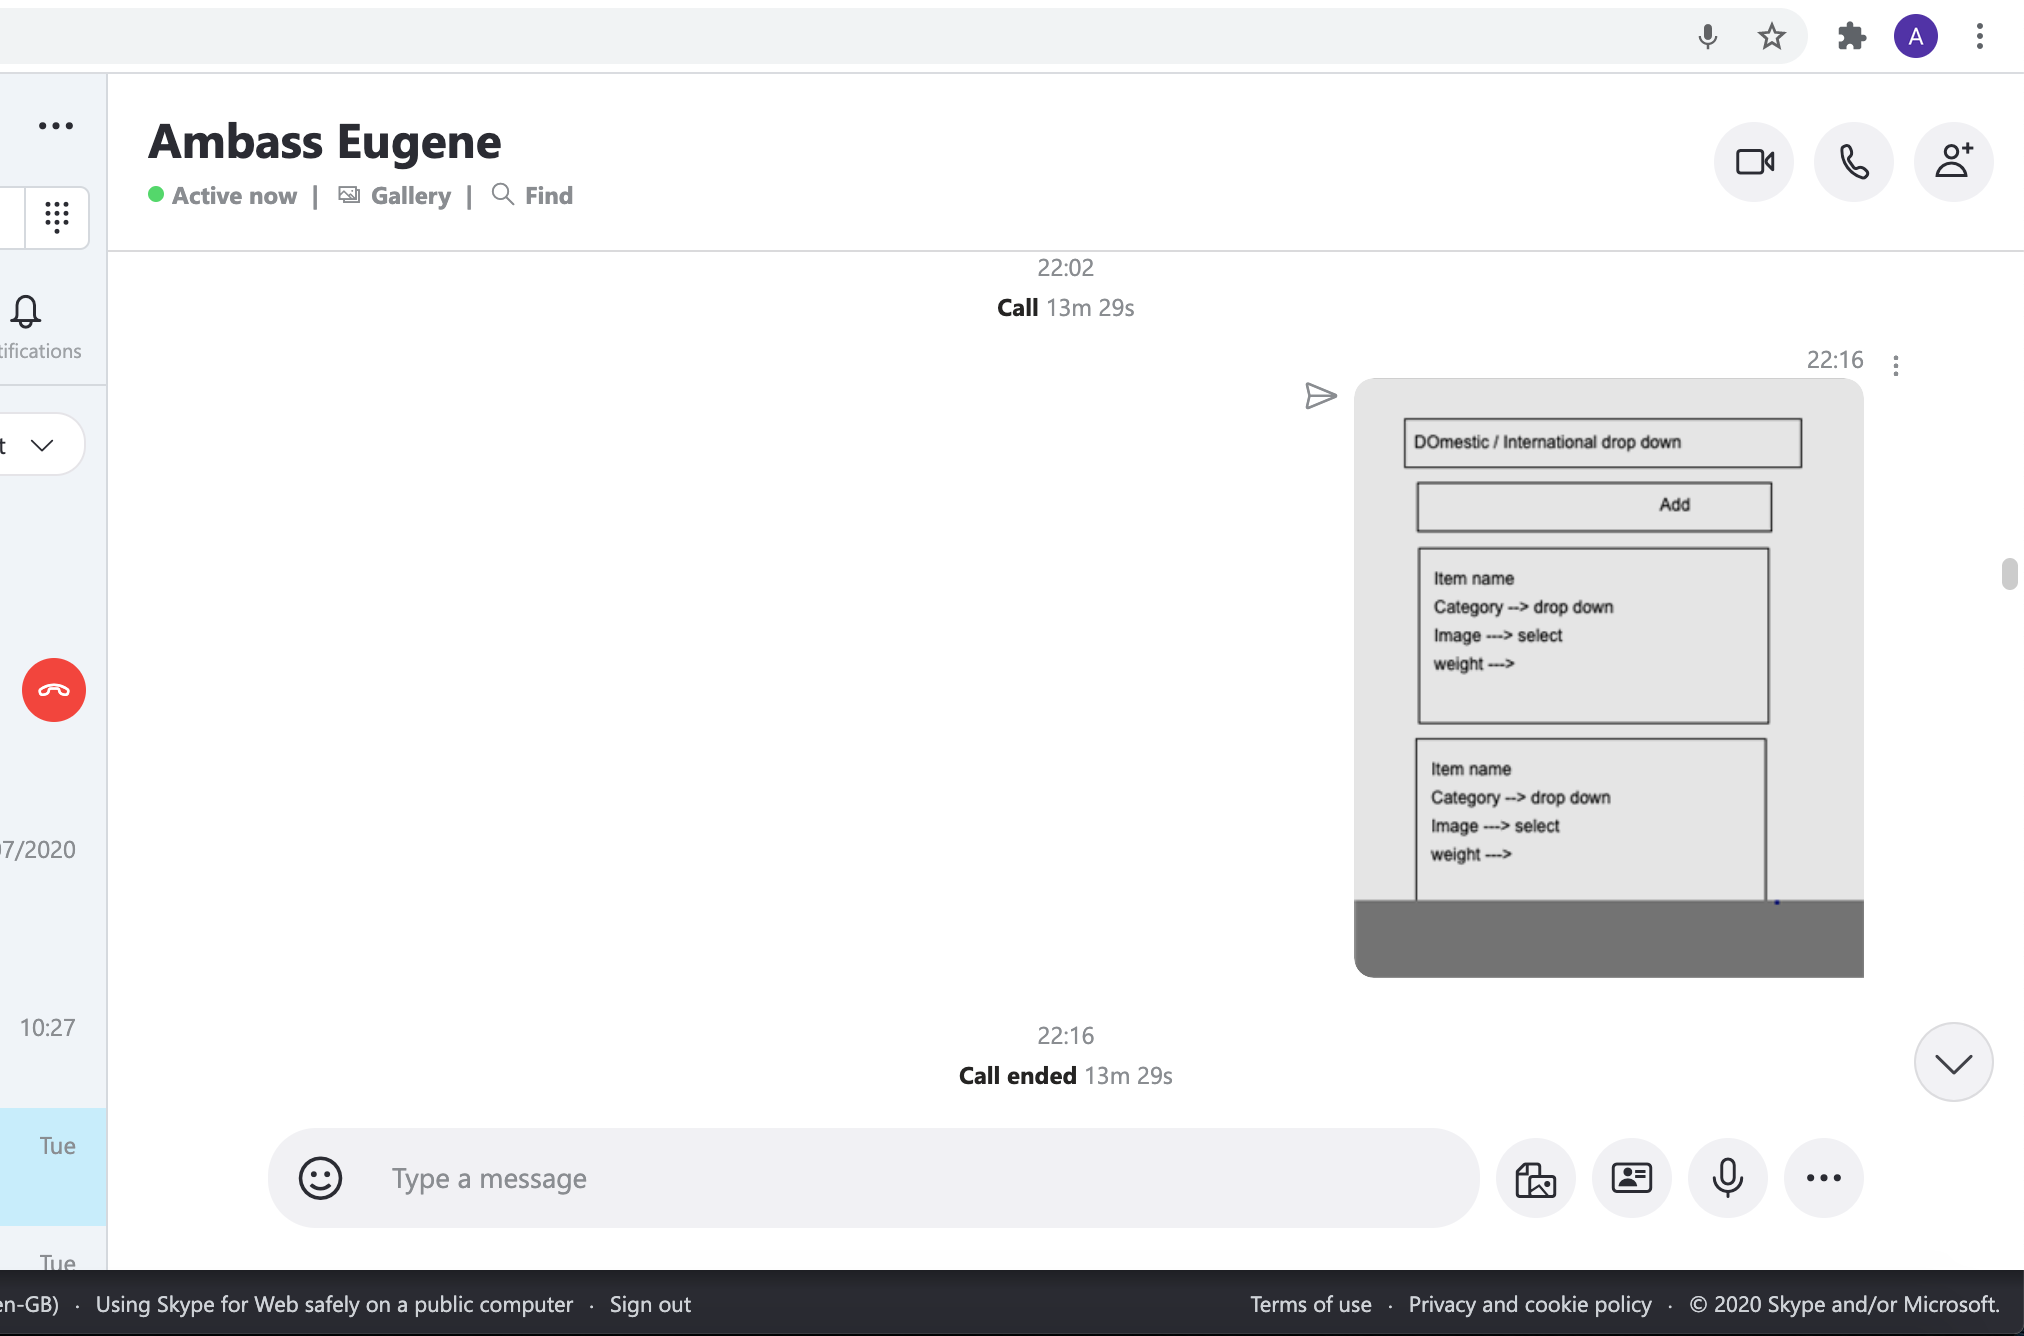 A
Ambass Eugene
Active now | Gallery | Find
tifications
t
07/2020
10:27
Tue
Tue
22:02
Call 13m 29s
22:16
DOmestic / International drop down
Add
Item name
Category --> drop down
Image ---> select
weight --->
Item name
Category --> drop down
Image ---> select
weight --->
22:16
Call ended 13m 29s
Type a message
en-GB) · Using Skype for Web safely on a public computer · Sign out
Terms of use · Privacy and cookie policy · © 2020 Skype and/or Microsoft.